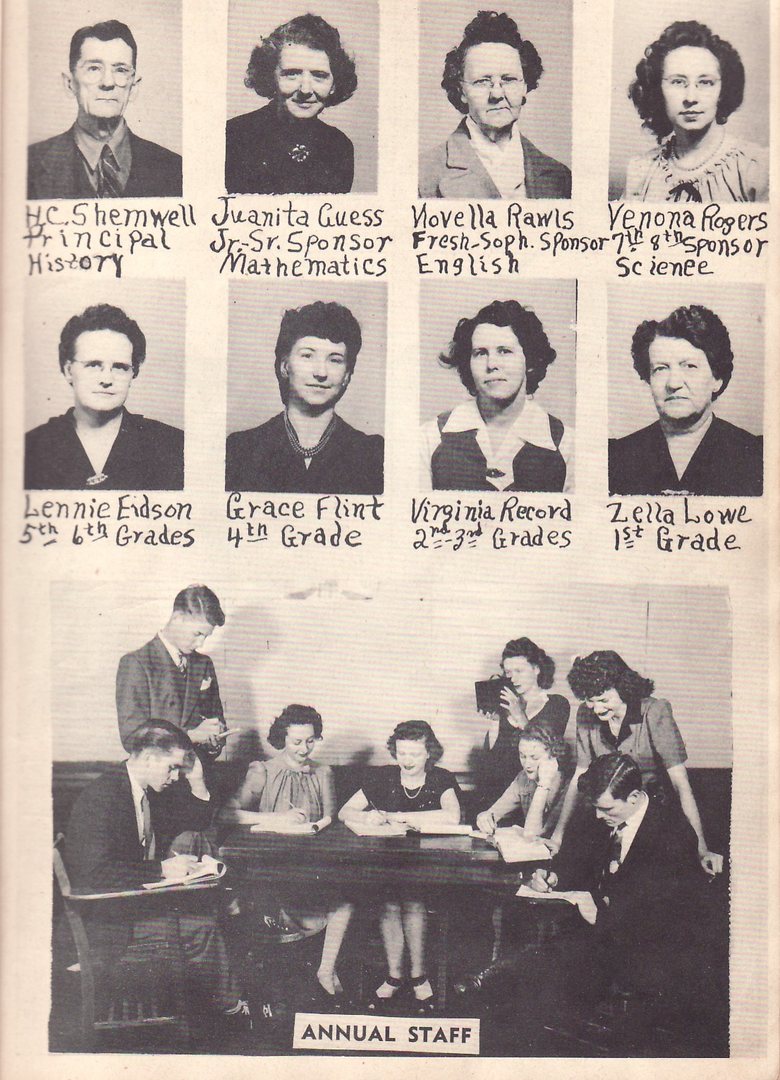 H.C. Shemwell
Principal
History
Juanita Guess
Jr.-Sr. Sponsor
Mathematics
Novella Rawls
Fresh-Soph. Sponsor
English
Venona Rogers
7th 8th Sponsor
Science
Lennie Eidson
5th 6th Grades
Grace Flint
4th Grade
Virginia Record
2nd-3rd Grades
Zella Lowe
1st Grade
ANNUAL STAFF